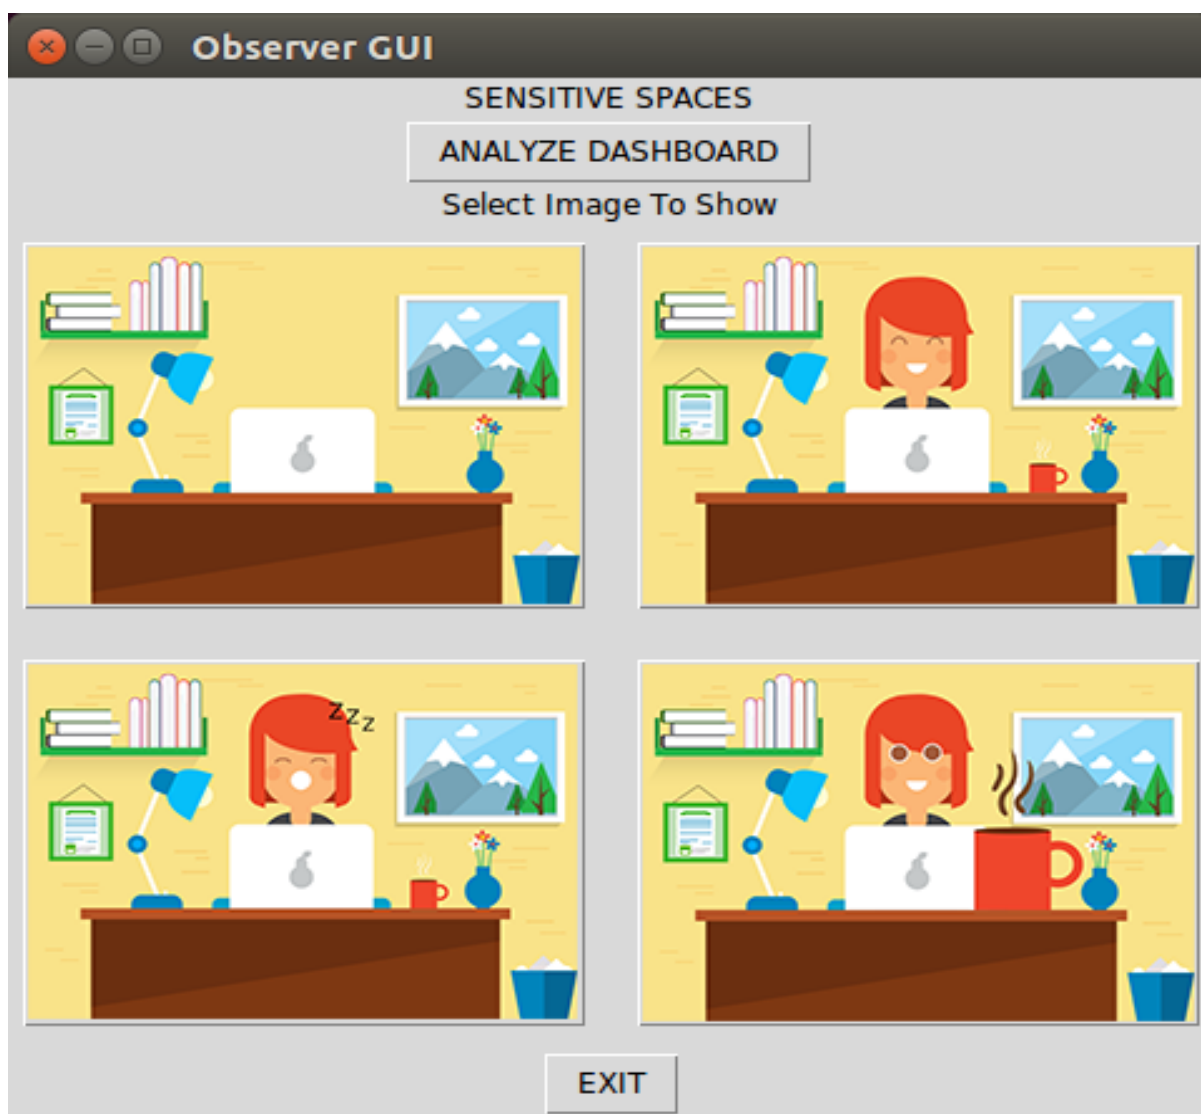 Observer GUI
SENSITIVE SPACES
ANALYZE DASHBOARD
Select Image To Show
zzz
EXIT